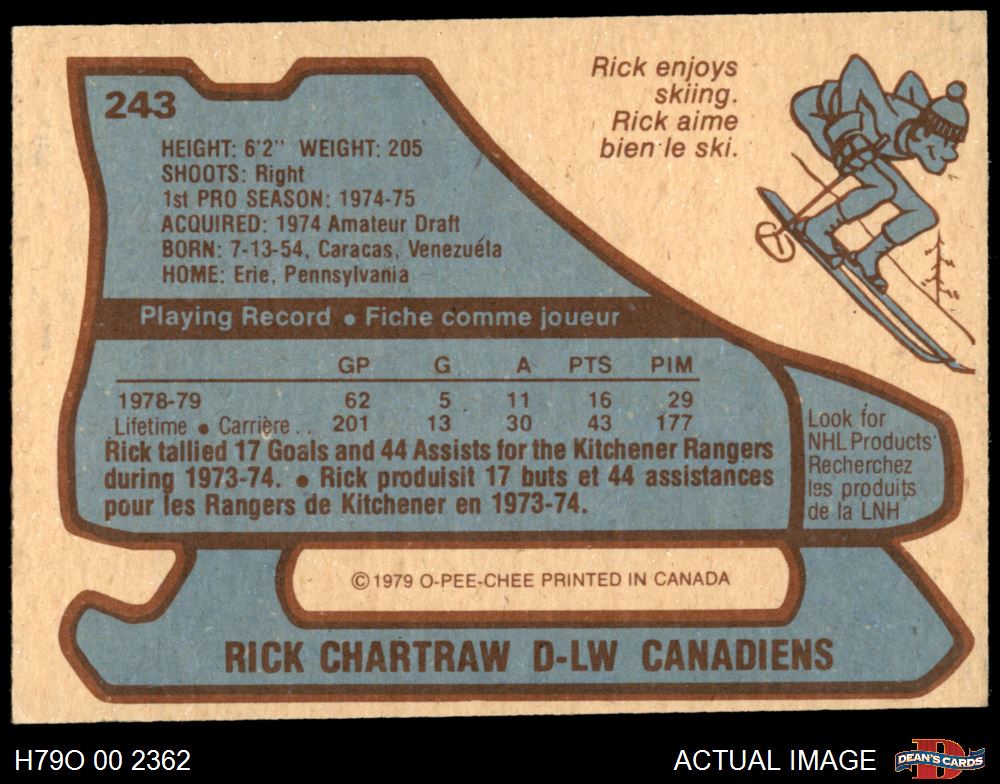 243
Rick enjoys
skiing.
Rick aime
bien le ski.
HEIGHT: 6'2" WEIGHT: 205
SHOOTS: Right
1st PRO SEASON: 1974-75
ACQUIRED: 1974 Amateur Draft
BORN: 7-13-54, Caracas, Venezuéla
HOME: Erie, Pennsylvania
Playing Record • Fiche comme joueur
GP G A PTS PIM
1978-79 62 5 11 16 29
Lifetime • Carrière . . 201 13 30 43 177
Rick tallied 17 Goals and 44 Assists for the Kitchener Rangers
during 1973-74. • Rick produisit 17 buts et 44 assistances
pour les Rangers de Kitchener en 1973-74.
Look for
NHL Products
Recherchez
les produits
de la LNH
©1979 O-PEE-CHEE PRINTED IN CANADA
RICK CHARTRAW D-LW CANADIENS
H79O 00 2362
ACTUAL IMAGE
DEAN'S CARDS